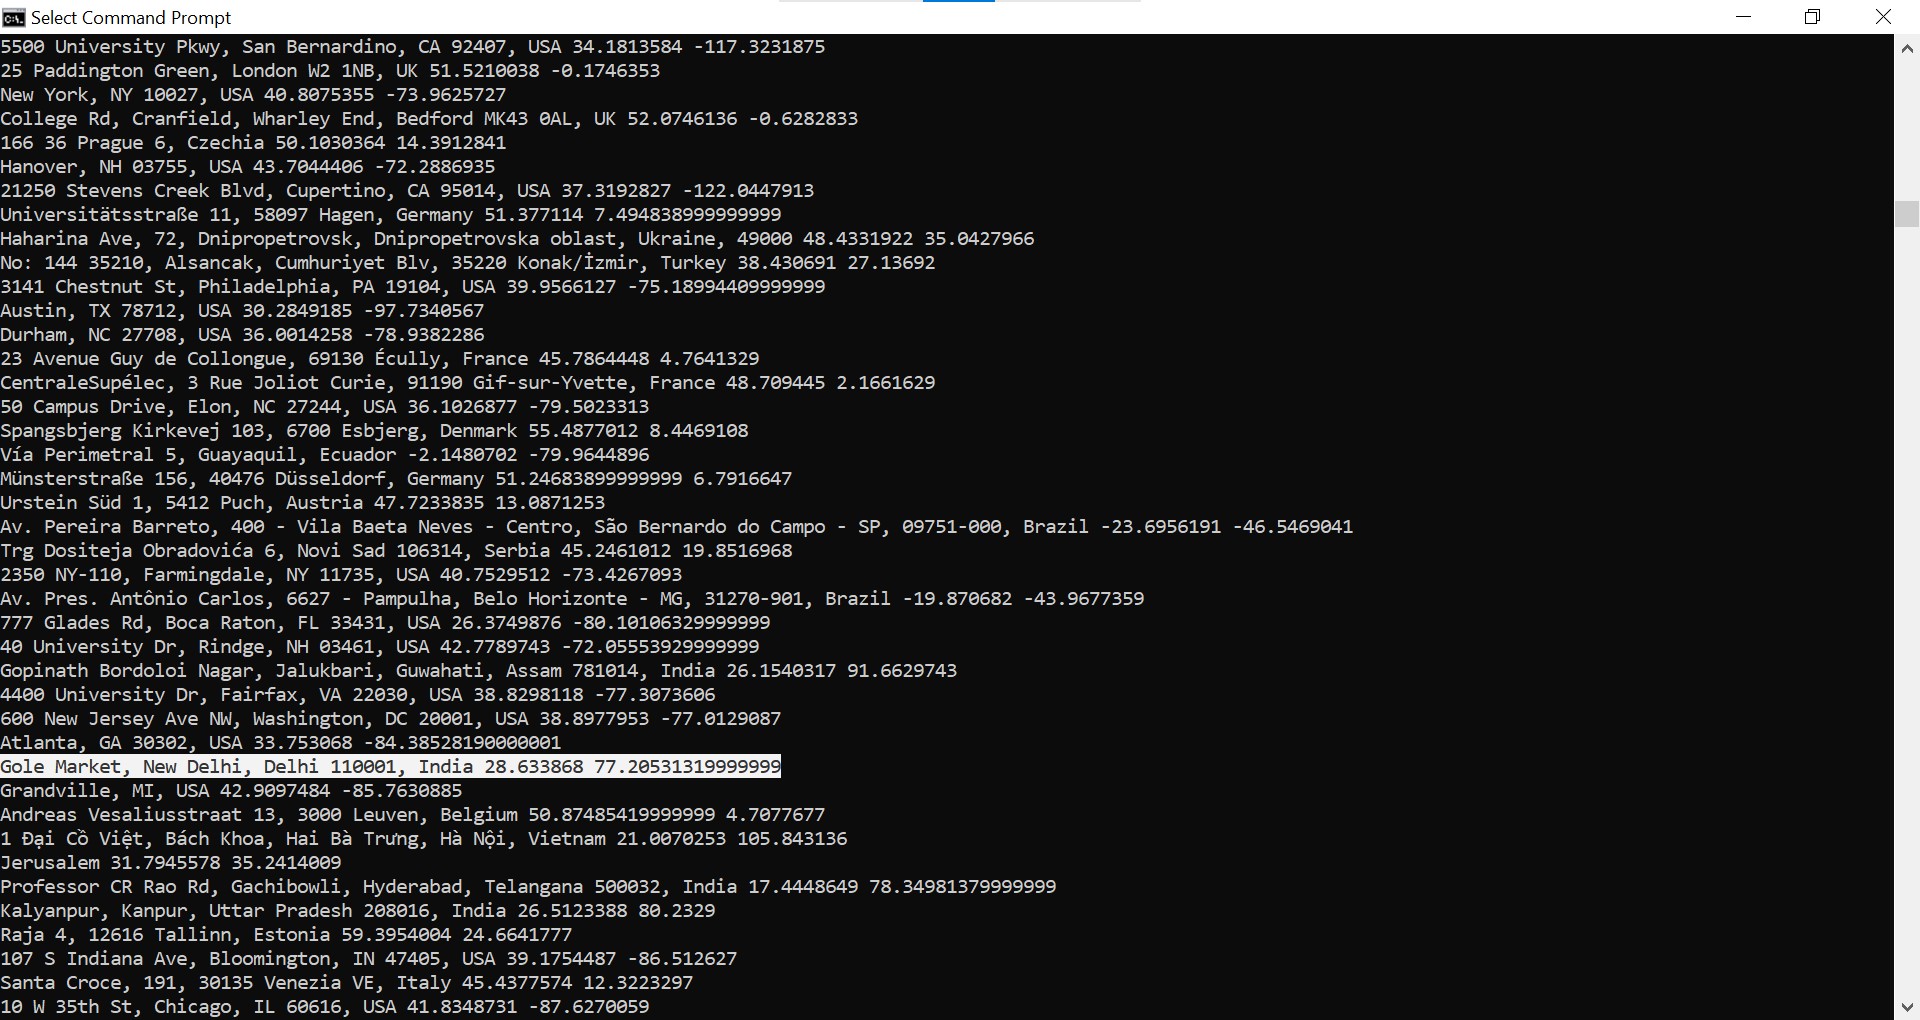 Select Command Prompt
5500 University Pkwy, San Bernardino, CA 92407, USA 34.1813584 -117.3231875
25 Paddington Green, London W2 1NB, UK 51.5210038 -0.1746353
New York, NY 10027, USA 40.8075355 -73.9625727
College Rd, Cranfield, Wharley End, Bedford MK43 0AL, UK 52.0746136 -0.6282833
166 36 Prague 6, Czechia 50.1030364 14.3912841
Hanover, NH 03755, USA 43.7044406 -72.2886935
21250 Stevens Creek Blvd, Cupertino, CA 95014, USA 37.3192827 -122.0447913
Universitätsstraße 11, 58097 Hagen, Germany 51.377114 7.494838999999999
Haharina Ave, 72, Dnipropetrovsk, Dnipropetrovska oblast, Ukraine, 49000 48.4331922 35.0427966
No: 144 35210, Alsancak, Cumhuriyet Blv, 35220 Konak/İzmir, Turkey 38.430691 27.13692
3141 Chestnut St, Philadelphia, PA 19104, USA 39.9566127 -75.18994409999999
Austin, TX 78712, USA 30.2849185 -97.7340567
Durham, NC 27708, USA 36.0014258 -78.9382286
23 Avenue Guy de Collongue, 69130 Écully, France 45.7864448 4.7641329
CentraleSupélec, 3 Rue Joliot Curie, 91190 Gif-sur-Yvette, France 48.709445 2.1661629
50 Campus Drive, Elon, NC 27244, USA 36.1026877 -79.5023313
Spangsbjerg Kirkevej 103, 6700 Esbjerg, Denmark 55.4877012 8.4469108
Vía Perimetral 5, Guayaquil, Ecuador -2.1480702 -79.9644896
Münsterstraße 156, 40476 Düsseldorf, Germany 51.24683899999999 6.7916647
Urstein Süd 1, 5412 Puch, Austria 47.7233835 13.0871253
Av. Pereira Barreto, 400 - Vila Baeta Neves - Centro, São Bernardo do Campo - SP, 09751-000, Brazil -23.6956191 -46.5469041
Trg Dositeja Obradovića 6, Novi Sad 106314, Serbia 45.2461012 19.8516968
2350 NY-110, Farmingdale, NY 11735, USA 40.7529512 -73.4267093
Av. Pres. Antônio Carlos, 6627 - Pampulha, Belo Horizonte - MG, 31270-901, Brazil -19.870682 -43.9677359
777 Glades Rd, Boca Raton, FL 33431, USA 26.3749876 -80.10106329999999
40 University Dr, Rindge, NH 03461, USA 42.7789743 -72.05553929999999
Gopinath Bordoloi Nagar, Jalukbari, Guwahati, Assam 781014, India 26.1540317 91.6629743
4400 University Dr, Fairfax, VA 22030, USA 38.8298118 -77.3073606
600 New Jersey Ave NW, Washington, DC 20001, USA 38.8977953 -77.0129087
Atlanta, GA 30302, USA 33.753068 -84.38528190000001
Gole Market, New Delhi, Delhi 110001, India 28.633868 77.20531319999999
Grandville, MI, USA 42.9097484 -85.7630885
Andreas Vesaliusstraat 13, 3000 Leuven, Belgium 50.87485419999999 4.7077677
1 Đại Cồ Việt, Bách Khoa, Hai Bà Trưng, Hà Nội, Vietnam 21.0070253 105.843136
Jerusalem 31.7945578 35.2414009
Professor CR Rao Rd, Gachibowli, Hyderabad, Telangana 500032, India 17.4448649 78.34981379999999
Kalyanpur, Kanpur, Uttar Pradesh 208016, India 26.5123388 80.2329
Raja 4, 12616 Tallinn, Estonia 59.3954004 24.6641777
107 S Indiana Ave, Bloomington, IN 47405, USA 39.1754487 -86.512627
Santa Croce, 191, 30135 Venezia VE, Italy 45.4377574 12.3223297
10 W 35th St, Chicago, IL 60616, USA 41.8348731 -87.6270059